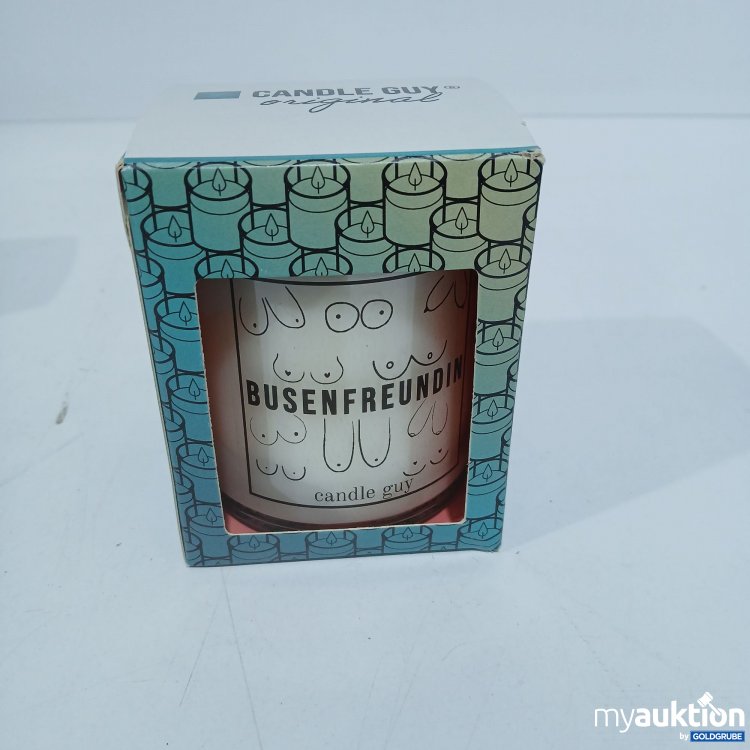 CANDLE GUY®
original
BUSENFREUNDIN
candle guy
myauktion
by GOLDGRUBE